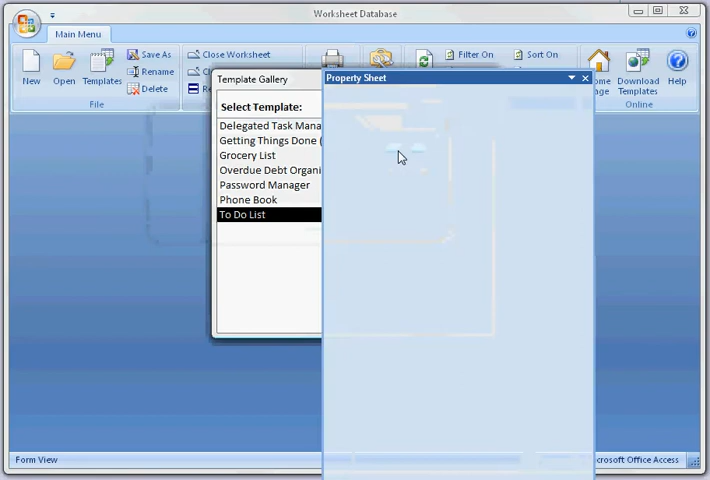 Worksheet Database
Main Menu
New
Open
Templates
Save As
Rename
Delete
File
Close Worksheet
Filter On
Sort On
Download
Templates
Help
Online
Template Gallery
Property Sheet
Select Template:
Delegated Task Mana
Getting Things Done (
Grocery List
Overdue Debt Organi
Password Manager
Phone Book
To Do List
Form View
crosoft Office Access